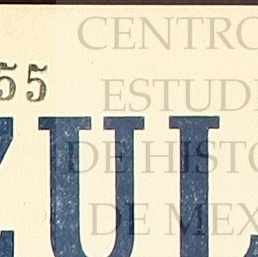 CENTRO
55
ESTUDI
ZUL
DE HISTO
DE MEX